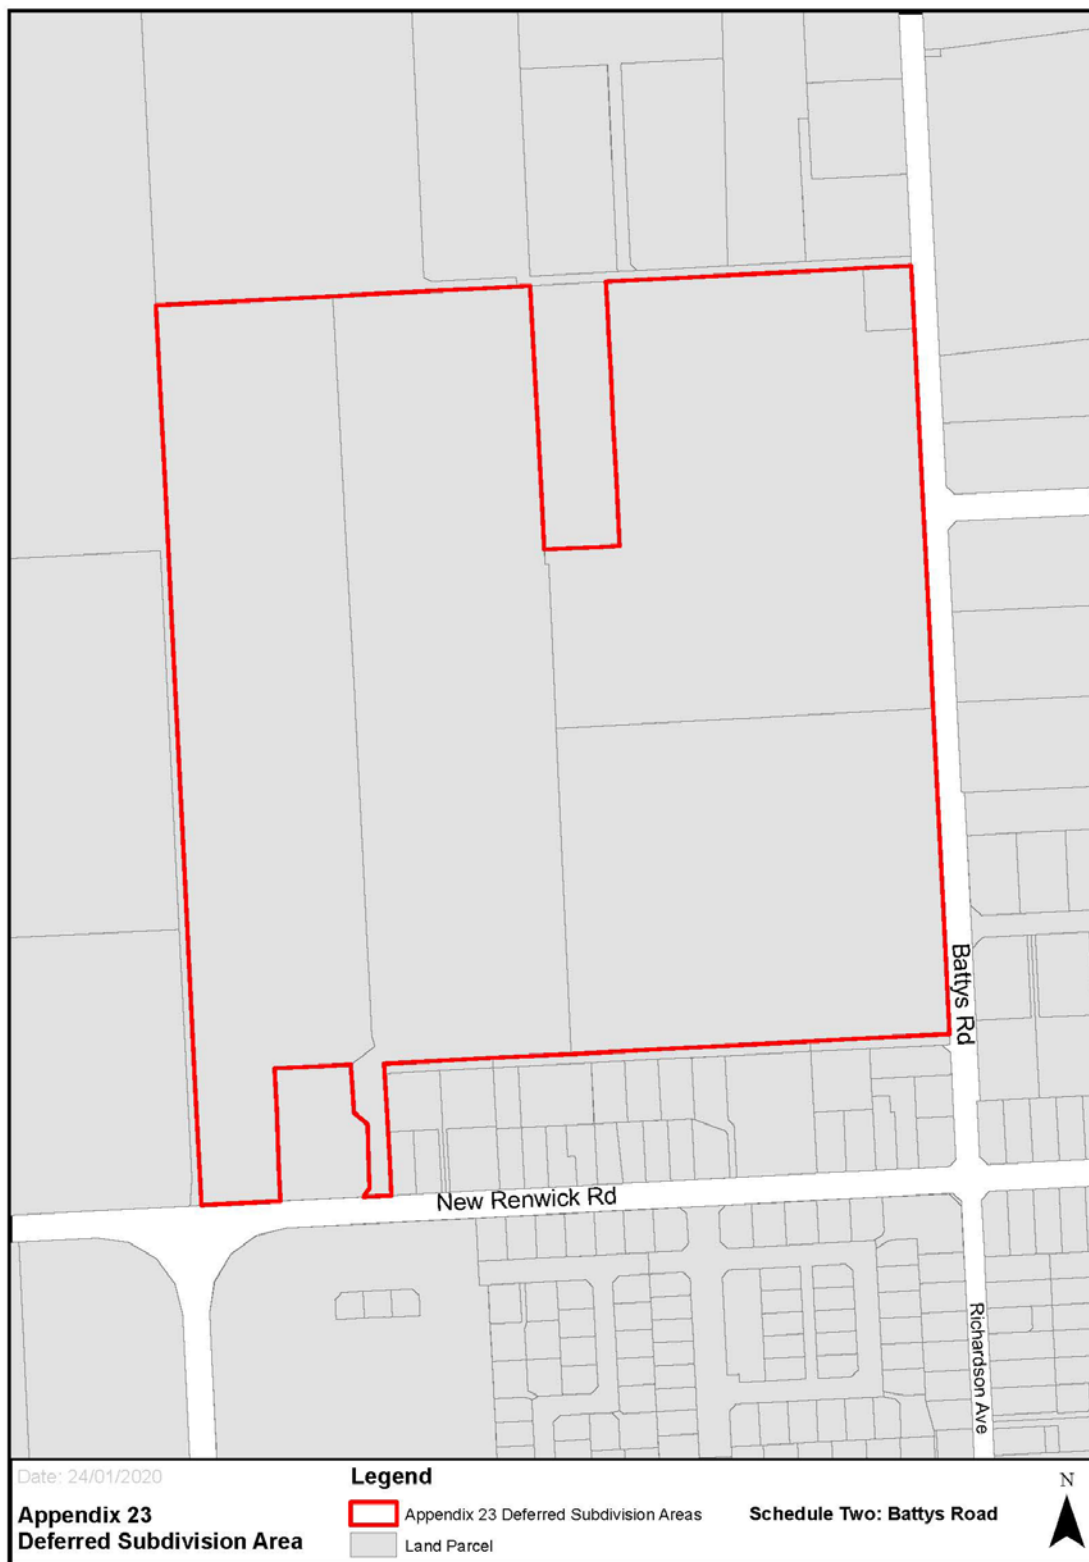 Battys Rd
New Renwick Rd
Richardson Ave
Date: 24/01/2020
Appendix 23
Deferred Subdivision Area
Legend
Appendix 23 Deferred Subdivision Areas
Land Parcel
Schedule Two: Battys Road
N